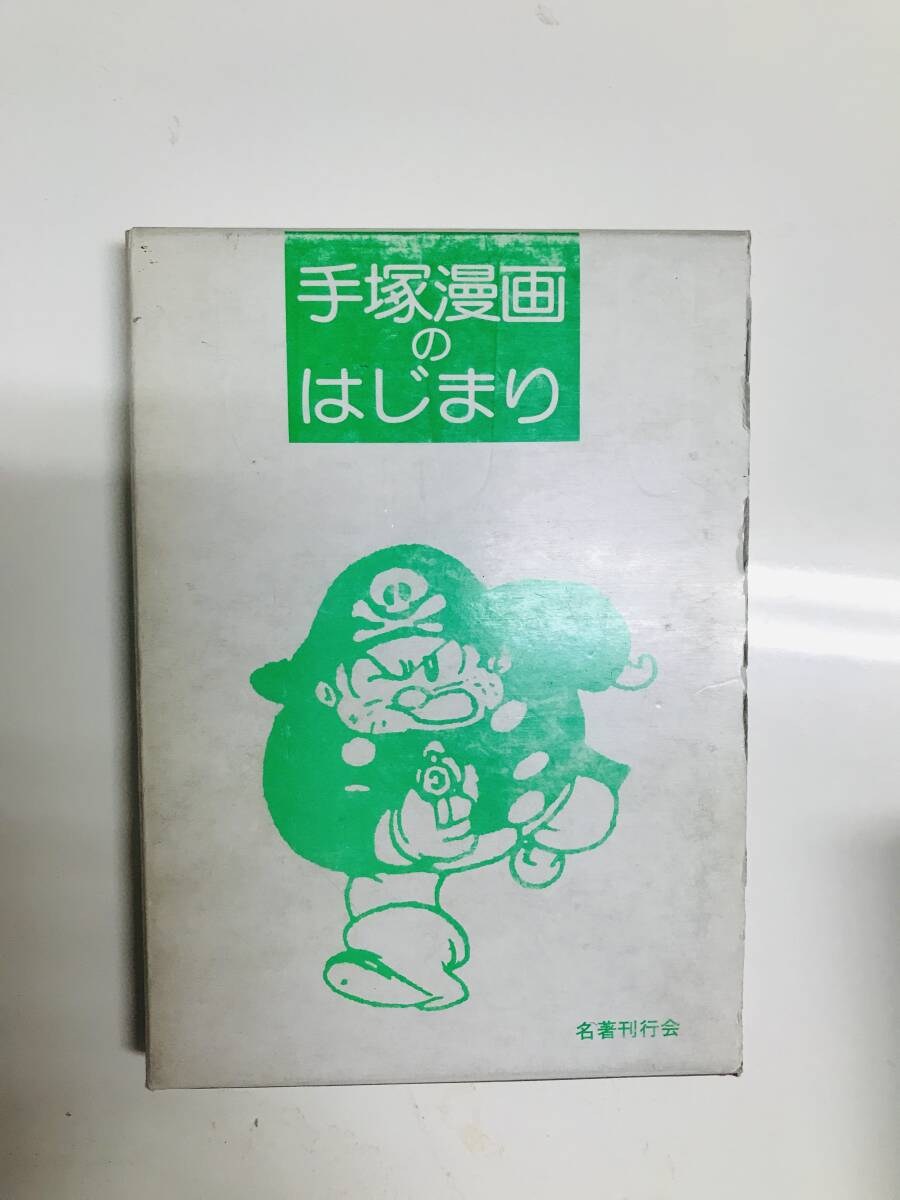 手塚漫画
の
はじまり
名著刊行会